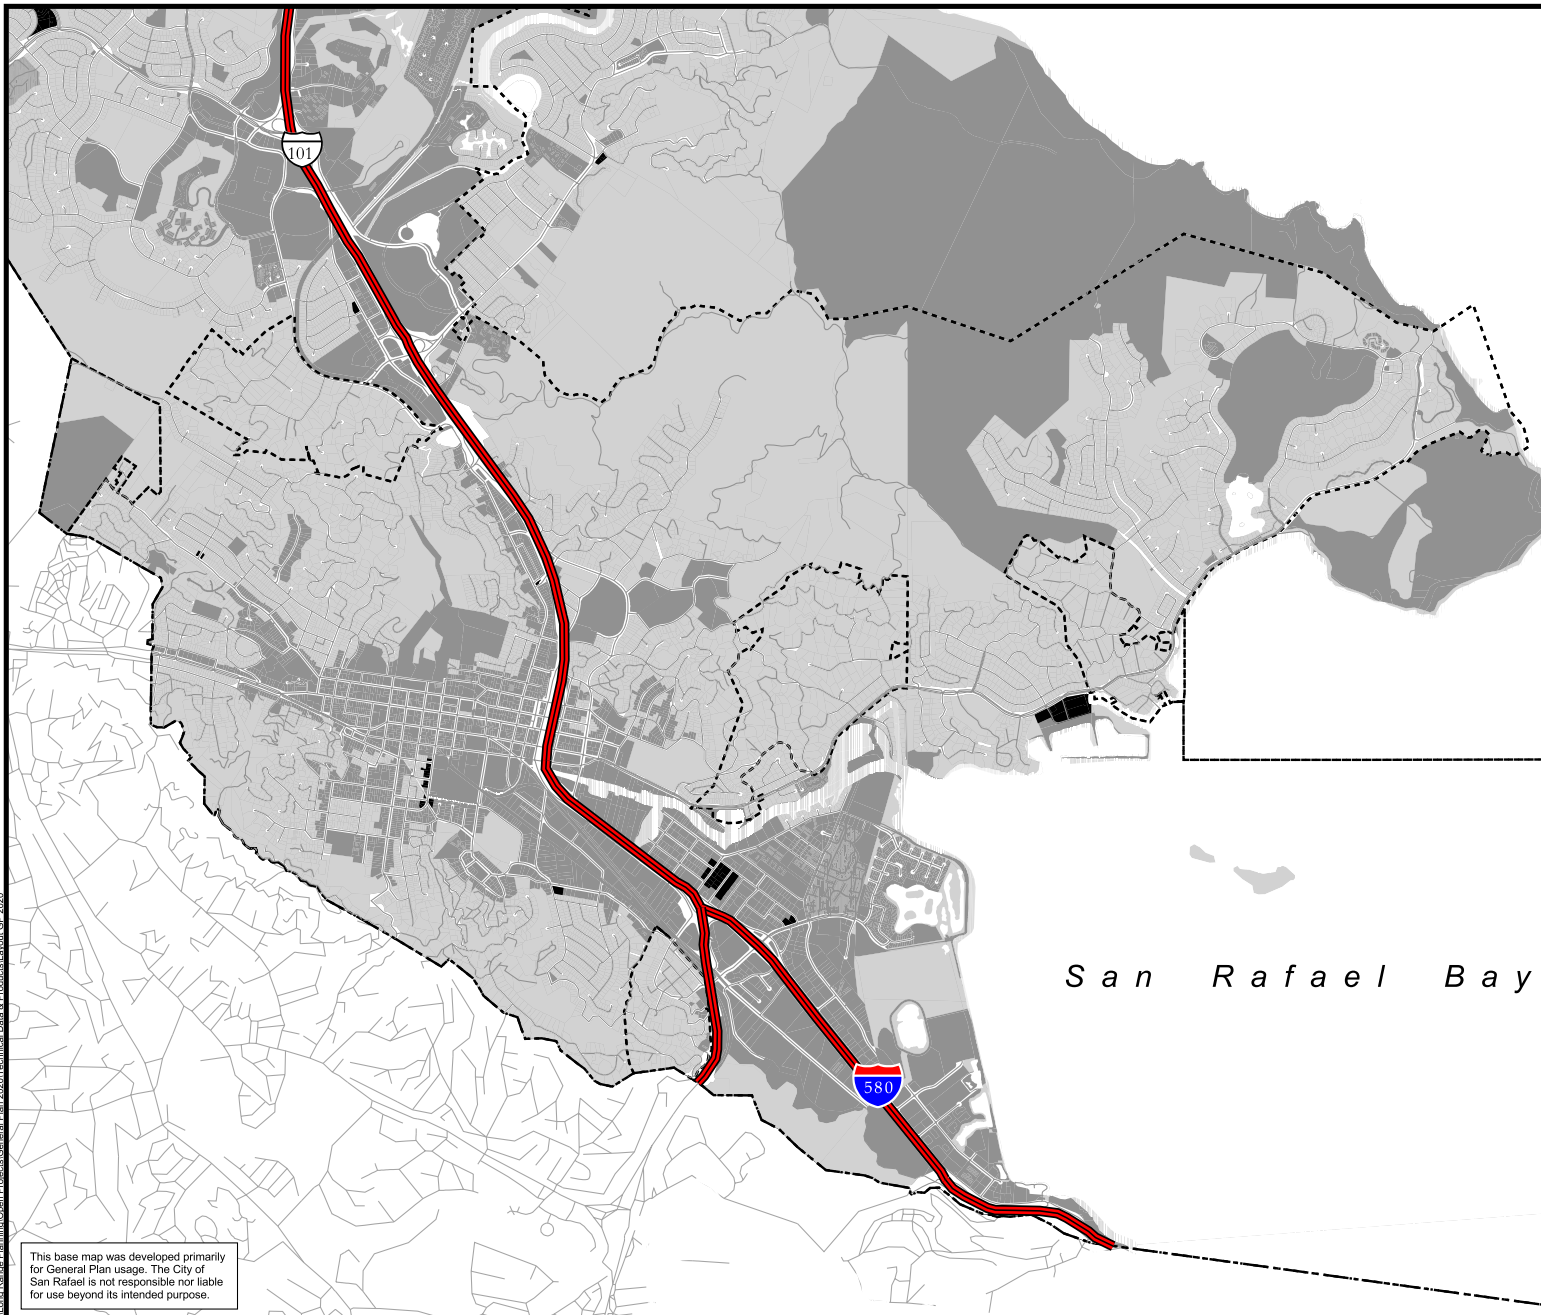 101
San Rafael Bay
580
This base map was developed primarily
for General Plan usage. The City of
San Rafael is not responsible nor liable
for use beyond its intended purpose.